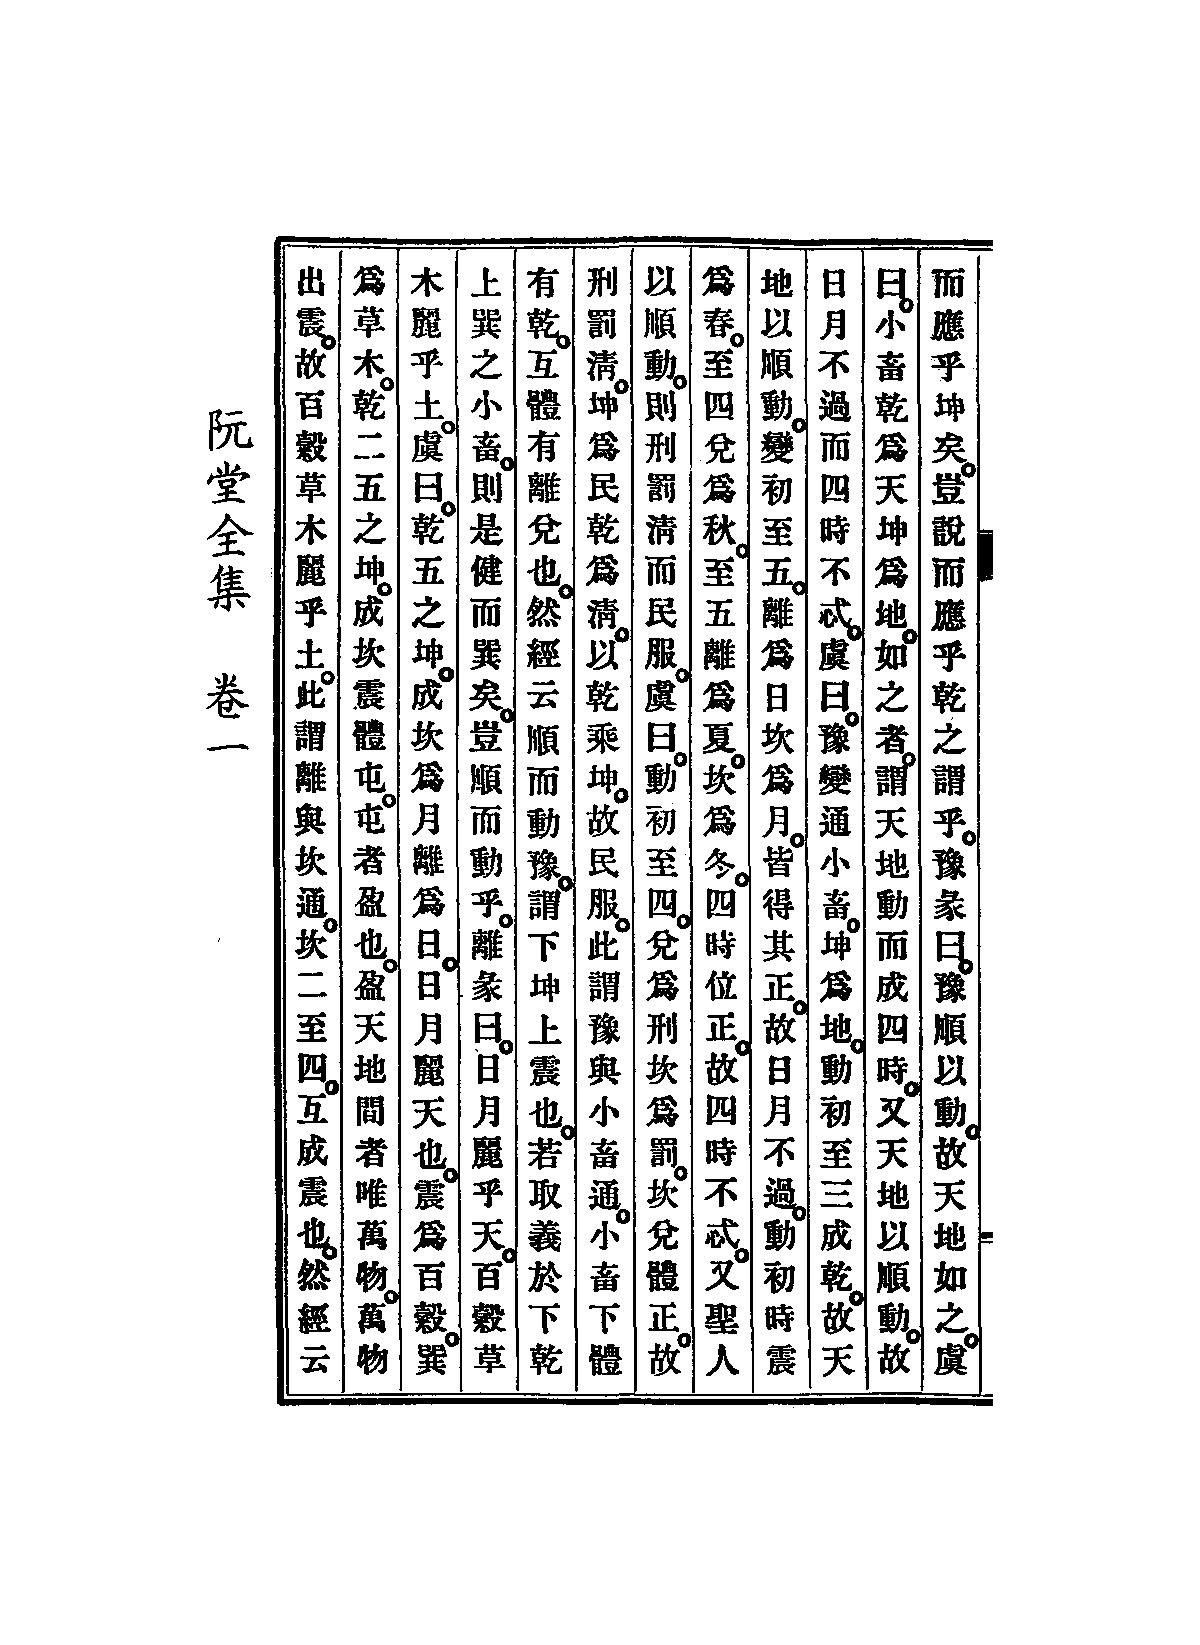 而應乎坤矣。豈說而應乎乾之謂乎。豫彖曰。豫順以動。故天地如之。虞
曰。小畜乾爲天坤爲地。如之者。謂天地動而成四時。又天地以順動。故
日月不過而四時不忒。虞曰。豫變通小畜。坤爲地。動初至三成乾。故天
地以順動。變初至五。離爲日坎爲月。皆得其正。故日月不過。動初時震
爲春。至四兌爲秋。至五離爲夏。坎爲冬。四時位正。故四時不忒。又聖人
以順動。則刑罰淸而民服。虞曰。動初至四。兌爲刑坎爲罰。坎兌體正。故
刑罰淸。坤爲民乾爲淸。以乾乘坤。故民服。此謂豫與小畜通。小畜下體
有乾。互體有離兌也。然經云順而動豫。謂下坤上震也。若取義於下乾
上巽之小畜。則是健而巽矣。豈順而動乎。離彖曰。日月麗乎天。百穀草
木麗乎土。虞曰。乾五之坤。成坎爲月離爲日。日月麗天也。震爲百穀。巽
爲草木。乾二五之坤。成坎震體屯。屯者盈也。盈天地間者唯萬物。萬物
出震。故百穀草木麗乎土。此謂離與坎通。坎二至四。互成震也。然經云
阮堂全集 卷一